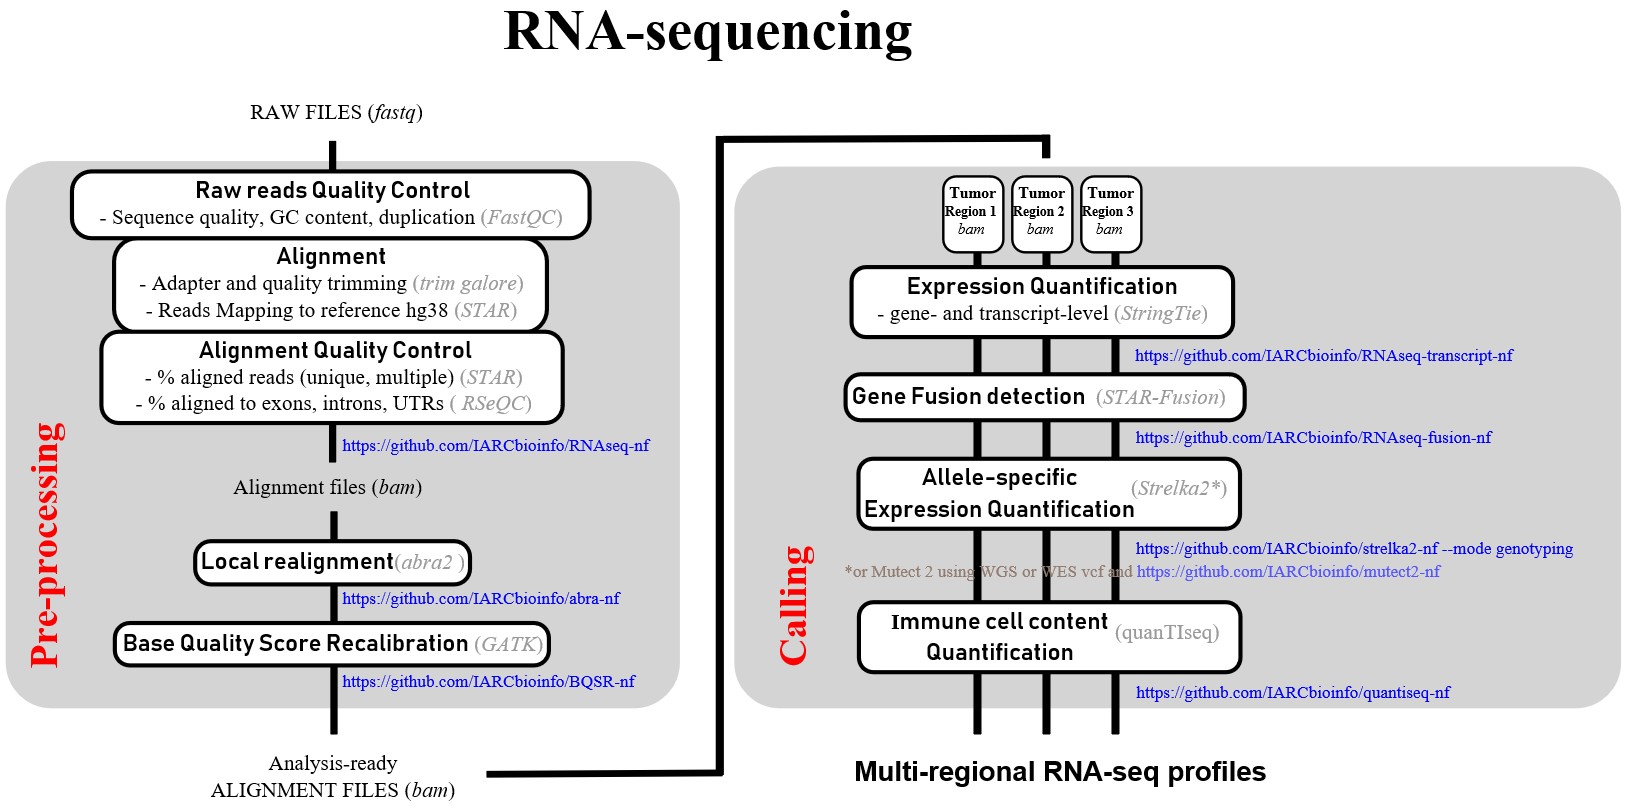 RNA-sequencing
RAW FILES (fastq)
Raw reads Quality Control
- Sequence quality, GC content, duplication (FastQC)
Alignment
- Adapter and quality trimming (trim galore)
- Reads Mapping to reference hg38 (STAR)
Alignment Quality Control
- % aligned reads (unique, multiple) (STAR)
- % aligned to exons, introns, UTRs ( RSeQC)
https://github.com/IARCbioinfo/RNAseq-nf
Alignment files (bam)
Local realignment(abra2 )
https://github.com/IARCbioinfo/abra-nf
Base Quality Score Recalibration (GATK)
https://github.com/IARCbioinfo/BQSR-nf
Pre-processing
Analysis-ready
ALIGNMENT FILES (bam)
Tumor
Region 1
bam
Tumor
Region 2
bam
Tumor
Region 3
bam
Expression Quantification
- gene- and transcript-level (StringTie)
https://github.com/IARCbioinfo/RNAseq-transcript-nf
Gene Fusion detection (STAR-Fusion)
https://github.com/IARCbioinfo/RNAseq-fusion-nf
Allele-specific
Expression Quantification (Strelka2*)
https://github.com/IARCbioinfo/strelka2-nf --mode genotyping
*or Mutect 2 using WGS or WES vcf and https://github.com/IARCbioinfo/mutect2-nf
Immune cell content
Quantification (quanTIseq)
https://github.com/IARCbioinfo/quantiseq-nf
Calling
Multi-regional RNA-seq profiles